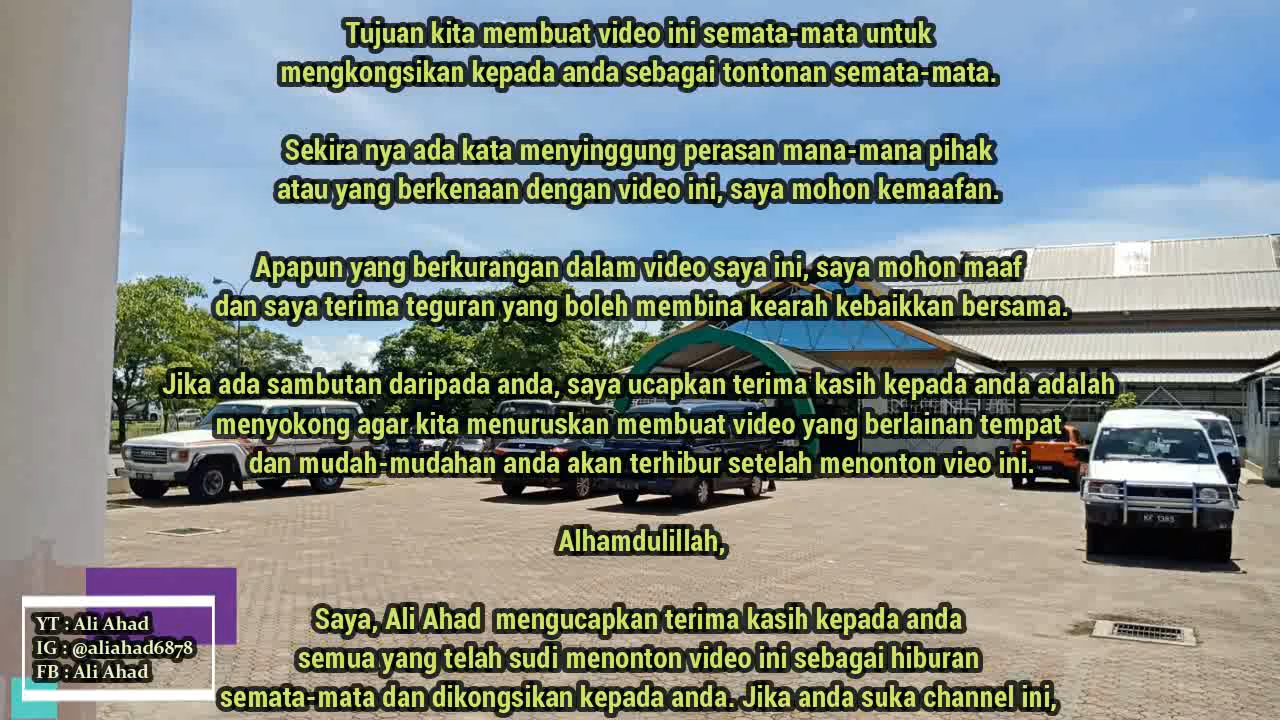 Tujuan kita membuat video ini semata-mata untuk
mengkongsikan kepada anda sebagai tontonan semata-mata.
Sekira nya ada kata menyinggung perasan mana-mana pihak
atau yang berkenaan dengan video ini, saya mohon kemaafan.
Apapun yang berkurangan dalam video saya ini, saya mohon maaf
dan saya terima teguran yang boleh membina kearah kebaikkan bersama.
Jika ada sambutan daripada anda, saya ucapkan terima kasih kepada anda adalah
menyokong agar kita menuruskan membuat video yang berlainan tempat
dan mudah-mudahan anda akan terhibur setelah menonton vieo ini.
Alhamdulillah,
Saya, Ali Ahad mengucapkan terima kasih kepada anda
semua yang telah sudi menonton video ini sebagai hiburan
semata-mata dan dikongsikan kepada anda. Jika anda suka channel ini,
YT : Ali Ahad
IG : @aliahad6878
FB : Ali Ahad
TOYOTA